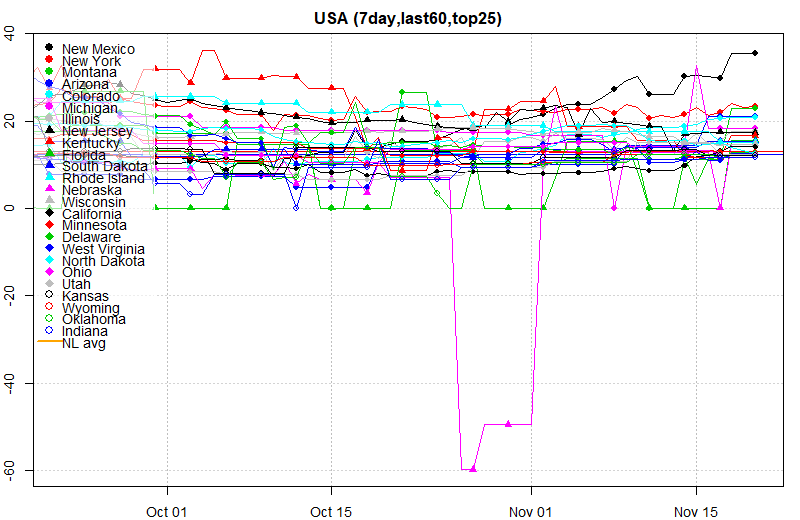 USA (7day,last60,top25)
40
20
0
-20
-40
-60
New Mexico
New York
Montana
Arizona
Colorado
Michigan
Illinois
New Jersey
Kentucky
Florida
South Dakota
Rhode Island
Nebraska
Wisconsin
California
Minnesota
Delaware
West Virginia
North Dakota
Ohio
Utah
Kansas
Wyoming
Oklahoma
Indiana
NL avg
Oct 01
Oct 15
Nov 01
Nov 15